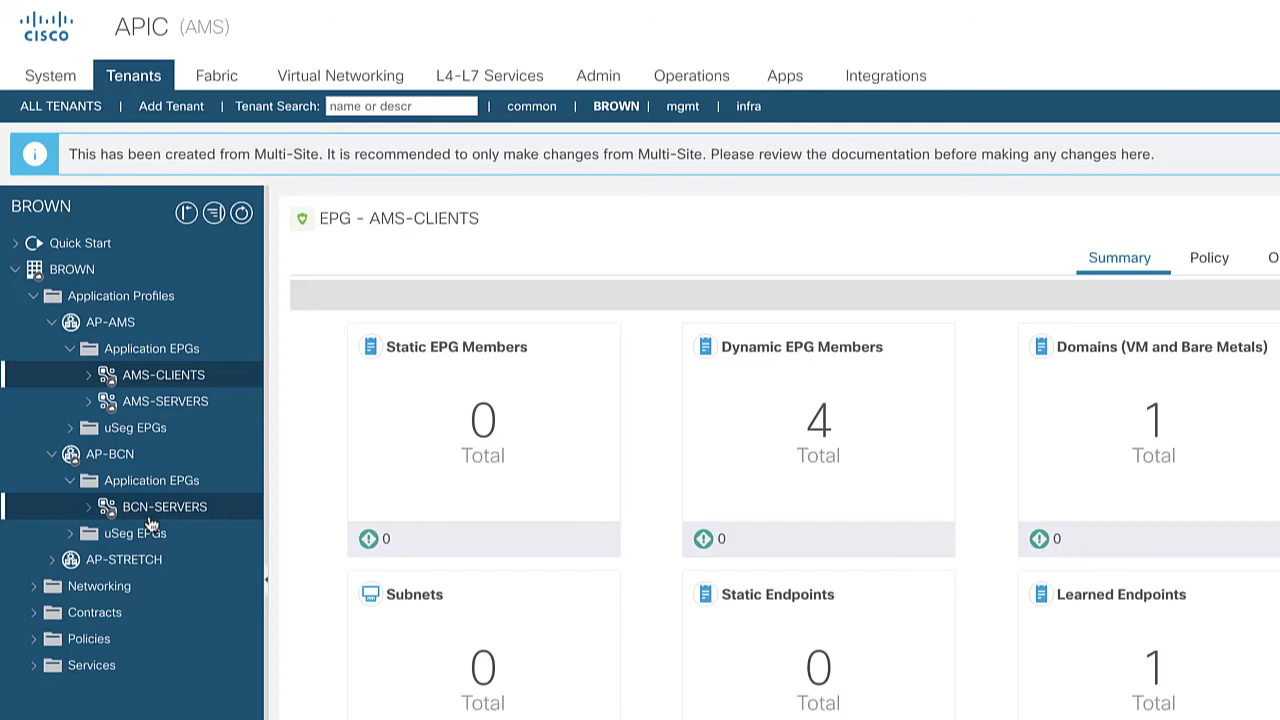 CISCO
APIC (AMS)
System Tenants Fabric Virtual Networking L4-L7 Services Admin Operations Apps Integrations
ALL TENANTS | Add Tenant | Tenant Search: name or descr | common | BROWN | mgmt | infra
i This has been created from Multi-Site. It is recommended to only make changes from Multi-Site. Please review the documentation before making any changes here.
BROWN
Quick Start
BROWN
Application Profiles
AP-AMS
Application EPGs
AMS-CLIENTS
AMS-SERVERS
uSeg EPGs
AP-BCN
Application EPGs
BCN-SERVERS
uSeg EPGs
AP-STRETCH
Networking
Contracts
Policies
Services
EPG - AMS-CLIENTS
Summary Policy O
Static EPG Members
0
Total
0
Dynamic EPG Members
4
Total
0
Domains (VM and Bare Metals)
1
Total
0
Subnets
0
Total
Static Endpoints
0
Total
Learned Endpoints
1
Total